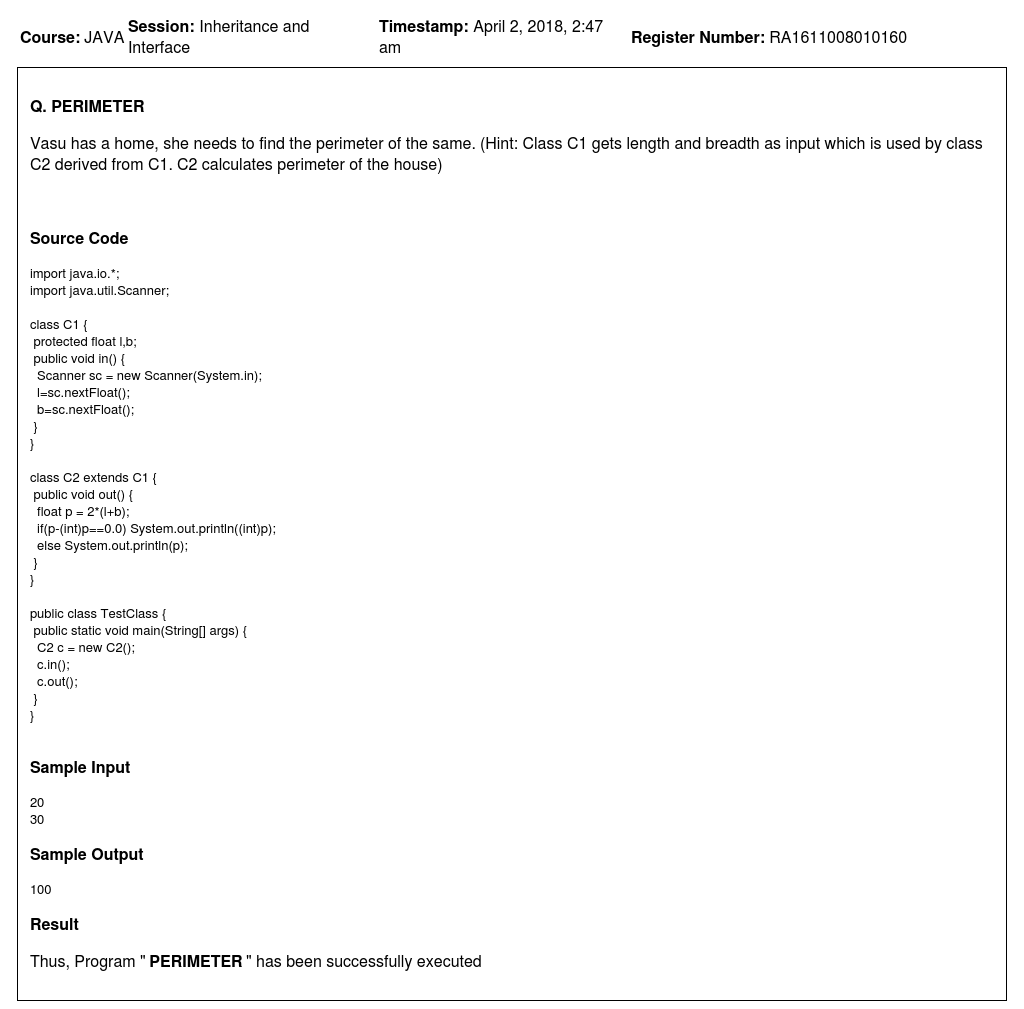 Course: JAVA Session: Inheritance and Interface Timestamp: April 2, 2018, 2:47 am Register Number: RA1611008010160
Q. PERIMETER
Vasu has a home, she needs to find the perimeter of the same. (Hint: Class C1 gets length and breadth as input which is used by class
C2 derived from C1. C2 calculates perimeter of the house)
Source Code
import java.io.*;
import java.util.Scanner;
class C1 {
protected float l,b;
public void in() {
Scanner sc = new Scanner(System.in);
l=sc.nextFloat();
b=sc.nextFloat();
}
}
class C2 extends C1 {
public void out() {
float p = 2*(l+b);
if(p-(int)p==0.0) System.out.println((int)p);
else System.out.println(p);
}
}
public class TestClass {
public static void main(String[] args) {
C2 c = new C2();
c.in();
c.out();
}
}
Sample Input
20
30
Sample Output
100
Result
Thus, Program " PERIMETER " has been successfully executed